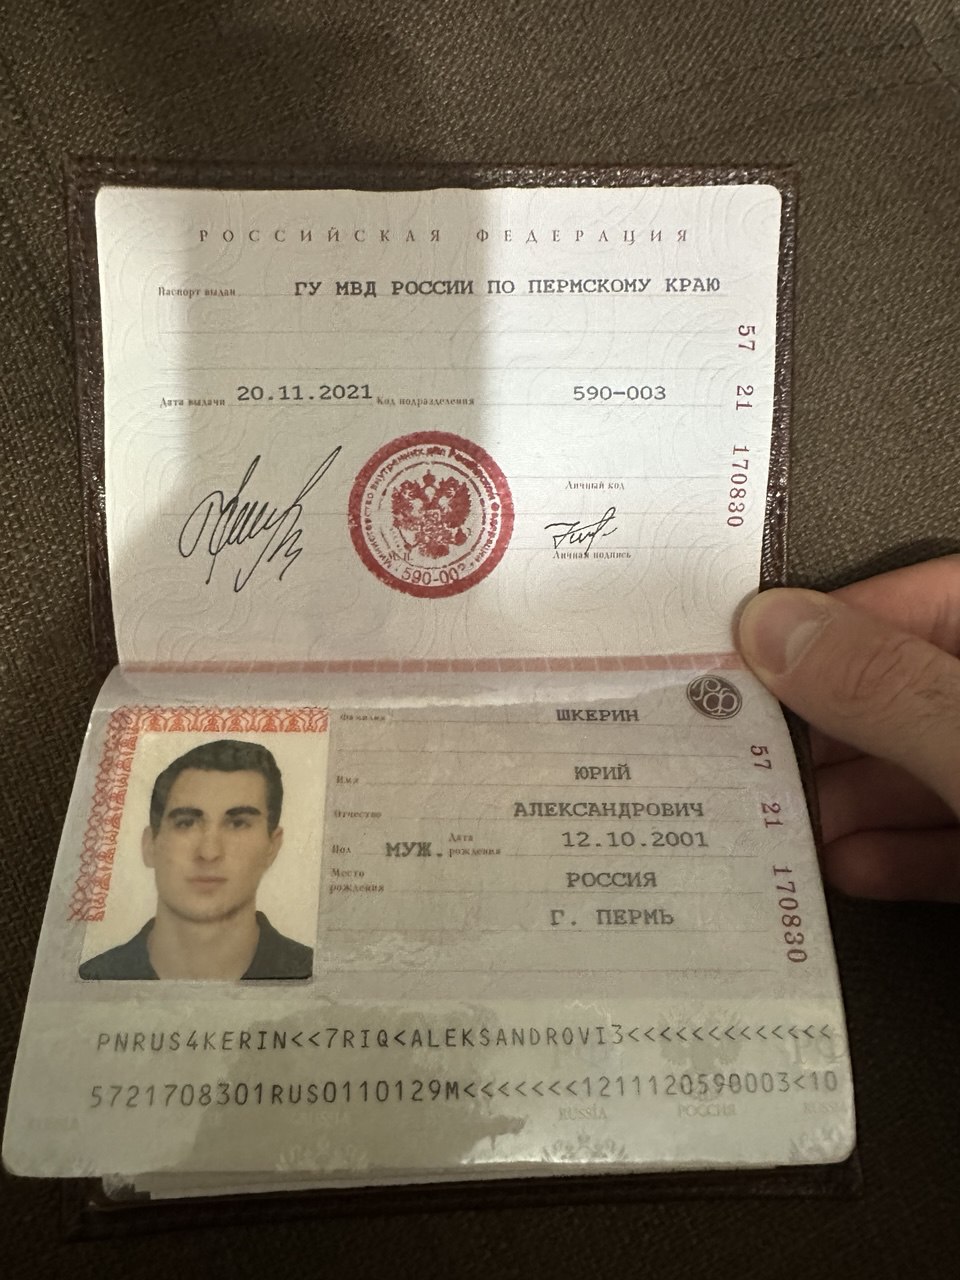 РОССИЙСКАЯ ФЕДЕРАЦИЯ
Паспорт выдан ГУ МВД РОССИИ ПО ПЕРМСКОМУ КРАЮ
Дата выдачи 20.11.2021 Код подразделения 590-003
57 21 170830
Личный код
Личная подпись
590-003
РФ
Фамилия ШКЕРИН
Имя ЮРИЙ
Отчество АЛЕКСАНДРОВИЧ
Пол МУЖ. Дата рождения 12.10.2001
Место рождения РОССИЯ
Г. ПЕРМЬ
57 21 170830
PNRUS4KERIN<<7RIQ<ALEKSANDROVI3<<<<<<<<<<<<<
5721708301RUS0110129M<<<<<<<1211120590003<10
RUSSIA РОССИЯ RUSSIA